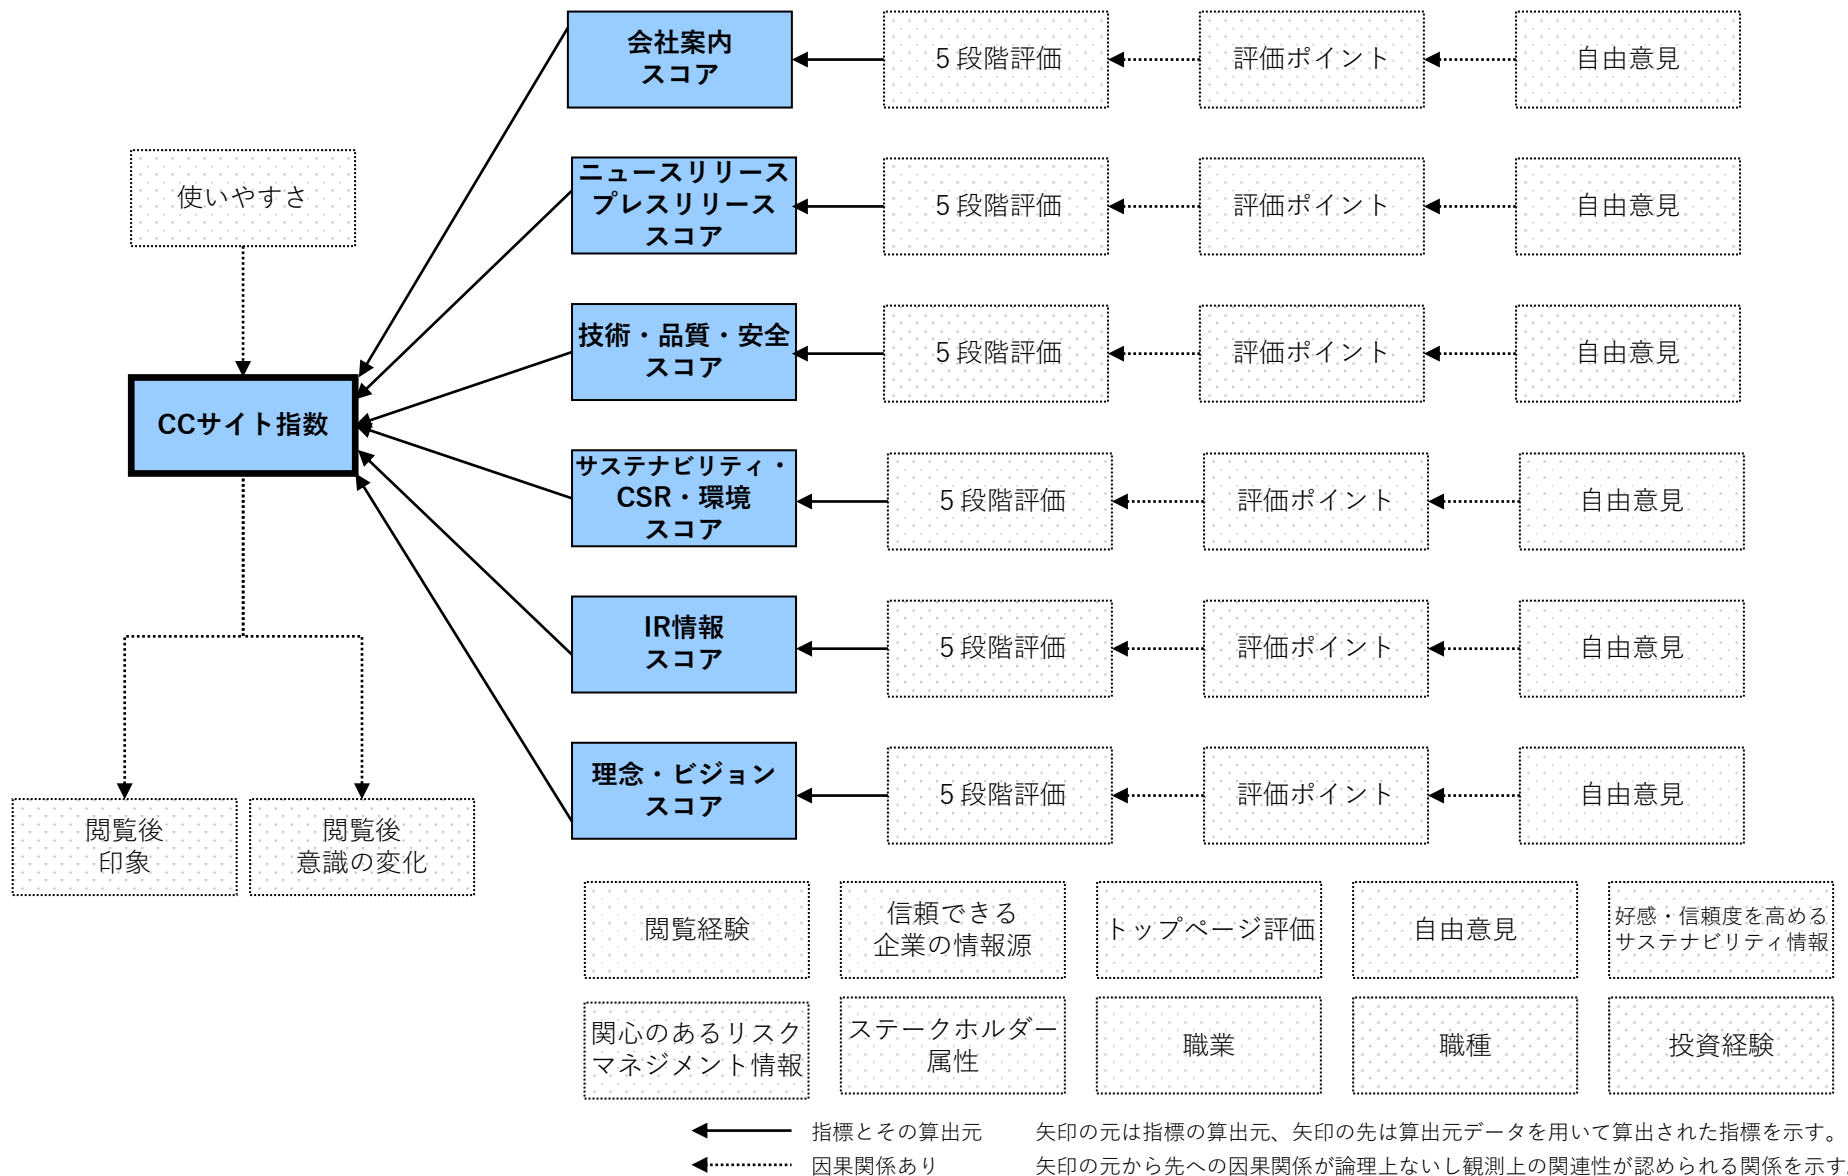 会社案内
スコア
5段階評価
評価ポイント
自由意見
使いやすさ
ニュースリリース
プレスリリース
スコア
5段階評価
評価ポイント
自由意見
技術・品質・安全
スコア
5段階評価
評価ポイント
自由意見
CCサイト指数
サステナビリティ・
CSR・環境
スコア
5段階評価
評価ポイント
自由意見
IR情報
スコア
5段階評価
評価ポイント
自由意見
理念・ビジョン
スコア
5段階評価
評価ポイント
自由意見
閲覧後
印象
閲覧後
意識の変化
閲覧経験
信頼できる
企業の情報源
トップページ評価
自由意見
好感・信頼度を高める
サステナビリティ情報
関心のあるリスク
マネジメント情報
ステークホルダー
属性
職業
職種
投資経験
指標とその算出元 矢印の元は指標の算出元、矢印の先は算出元データを用いて算出された指標を示す。
因果関係あり 矢印の元から先への因果関係が論理上ないし観測上の関連性が認められる関係を示す